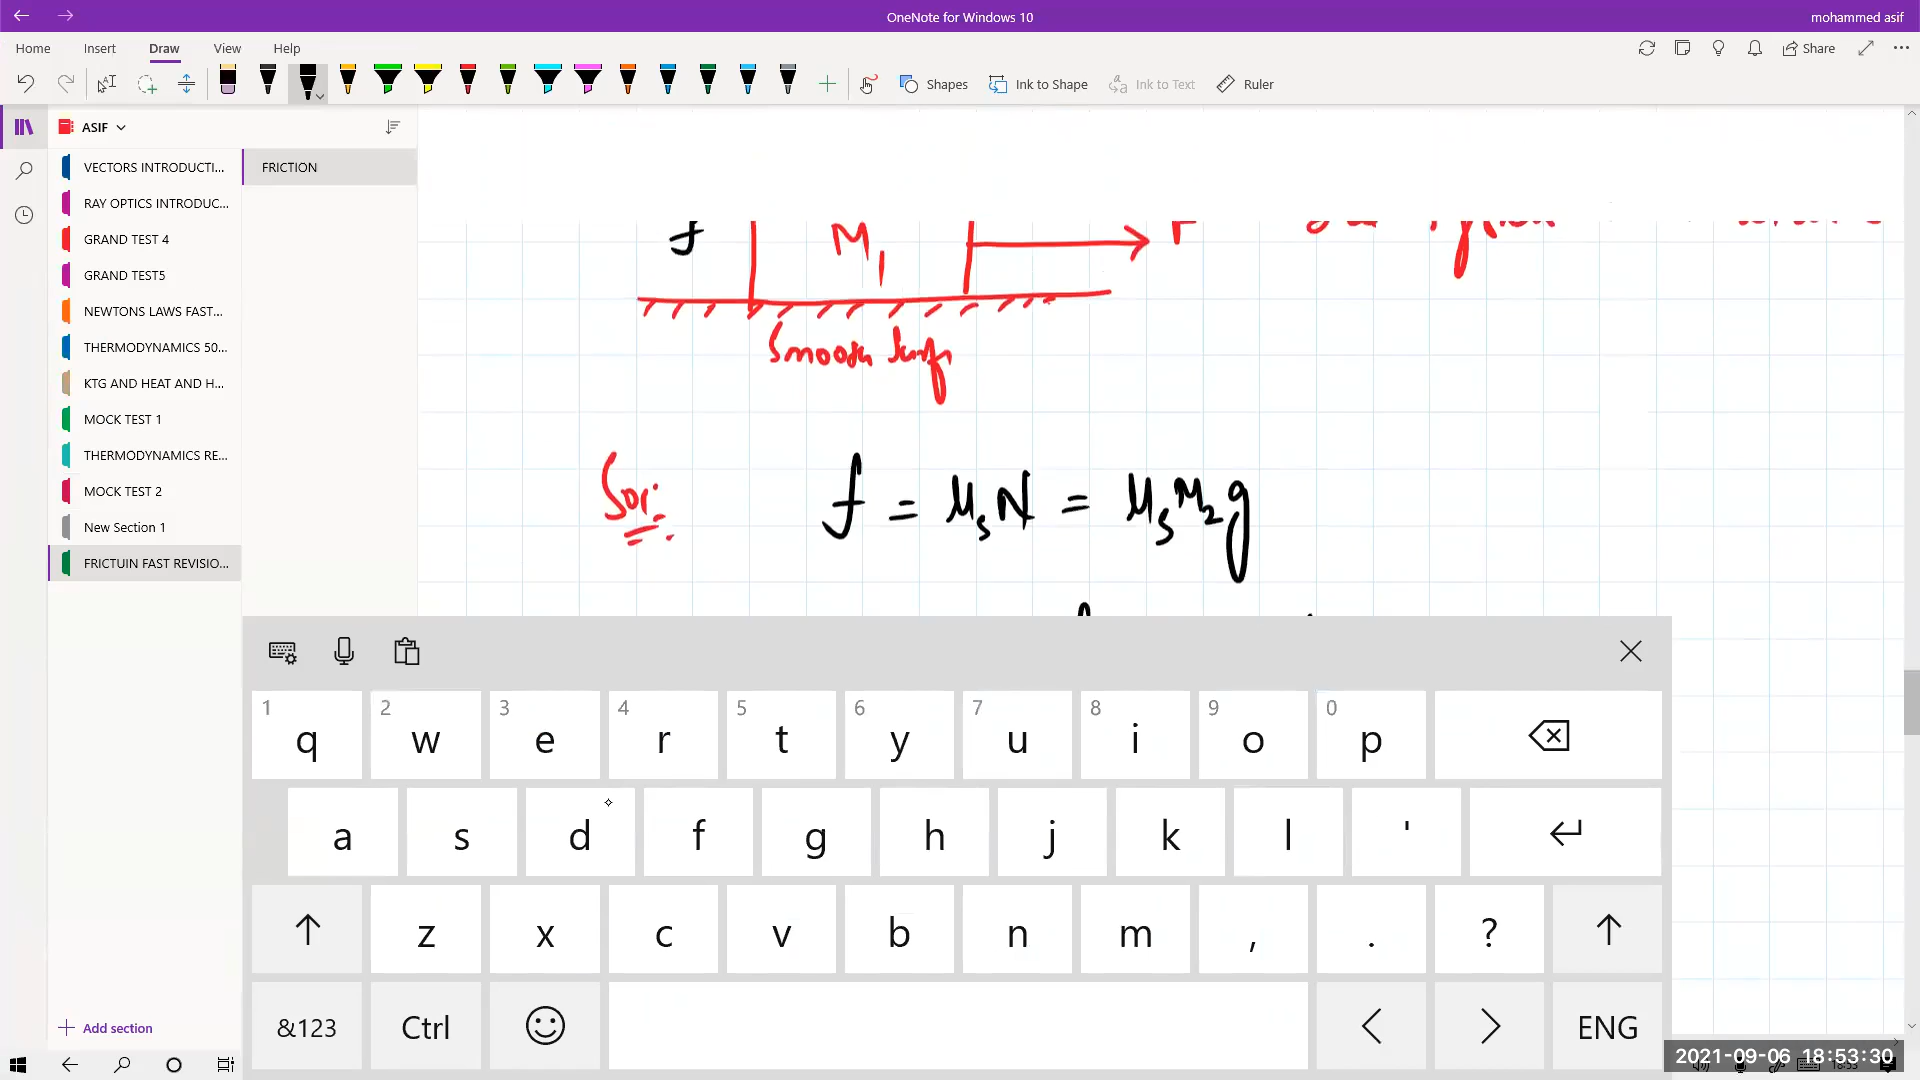 OneNote for Windows 10
mohammed asif
Home Insert Draw View Help
Share
Shapes Ink to Shape Ink to Text Ruler
ASIF
VECTORS INTRODUCTI...
RAY OPTICS INTRODUC...
GRAND TEST 4
GRAND TEST5
NEWTONS LAWS FAST...
THERMODYNAMICS 50...
KTG AND HEAT AND H...
MOCK TEST 1
THERMODYNAMICS RE...
MOCK TEST 2
New Section 1
FRICTUIN FAST REVISIO...
Add section
FRICTION
f M₁ F
Smooth Surf
f = μₛN = μₛM₂g
1 2 3 4 5 6 7 8 9 0
q w e r t y u i o p
a s d f g h j k l '
z x c v b n m , . ?
&123 Ctrl ENG
2021-09-06 18:53:30